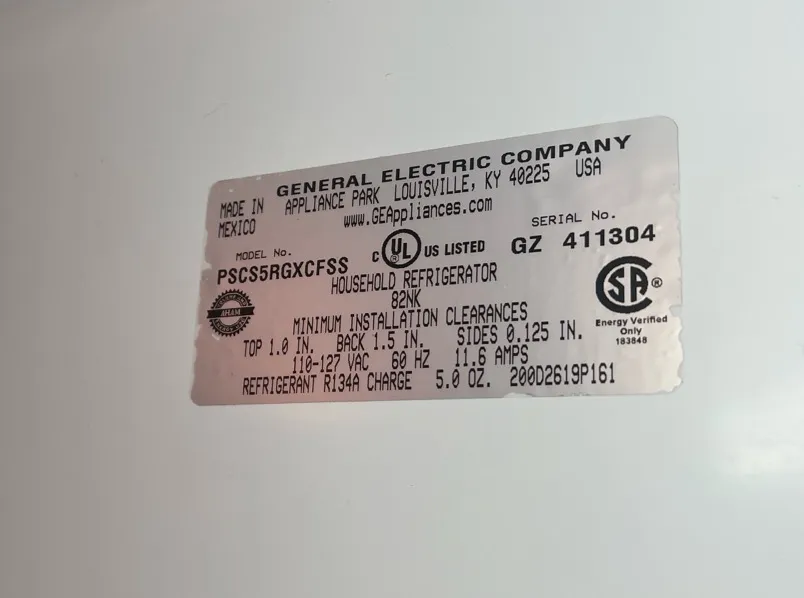 GENERAL ELECTRIC COMPANY
MADE IN MEXICO
APPLIANCE PARK LOUISVILLE, KY 40225 USA
www.GEAppliances.com
MODEL No.
PSCS5RGXCFSS
C UL ® US LISTED
SERIAL No.
GZ 411304
HOUSEHOLD REFRIGERATOR
82NK
AHAM
SA ®
Energy Verified
Only
183848
MINIMUM INSTALLATION CLEARANCES
TOP 1.0 IN. BACK 1.5 IN. SIDES 0.125 IN.
110-127 VAC 60 HZ 11.6 AMPS
REFRIGERANT R134A CHARGE 5.0 OZ. 200D2619P161